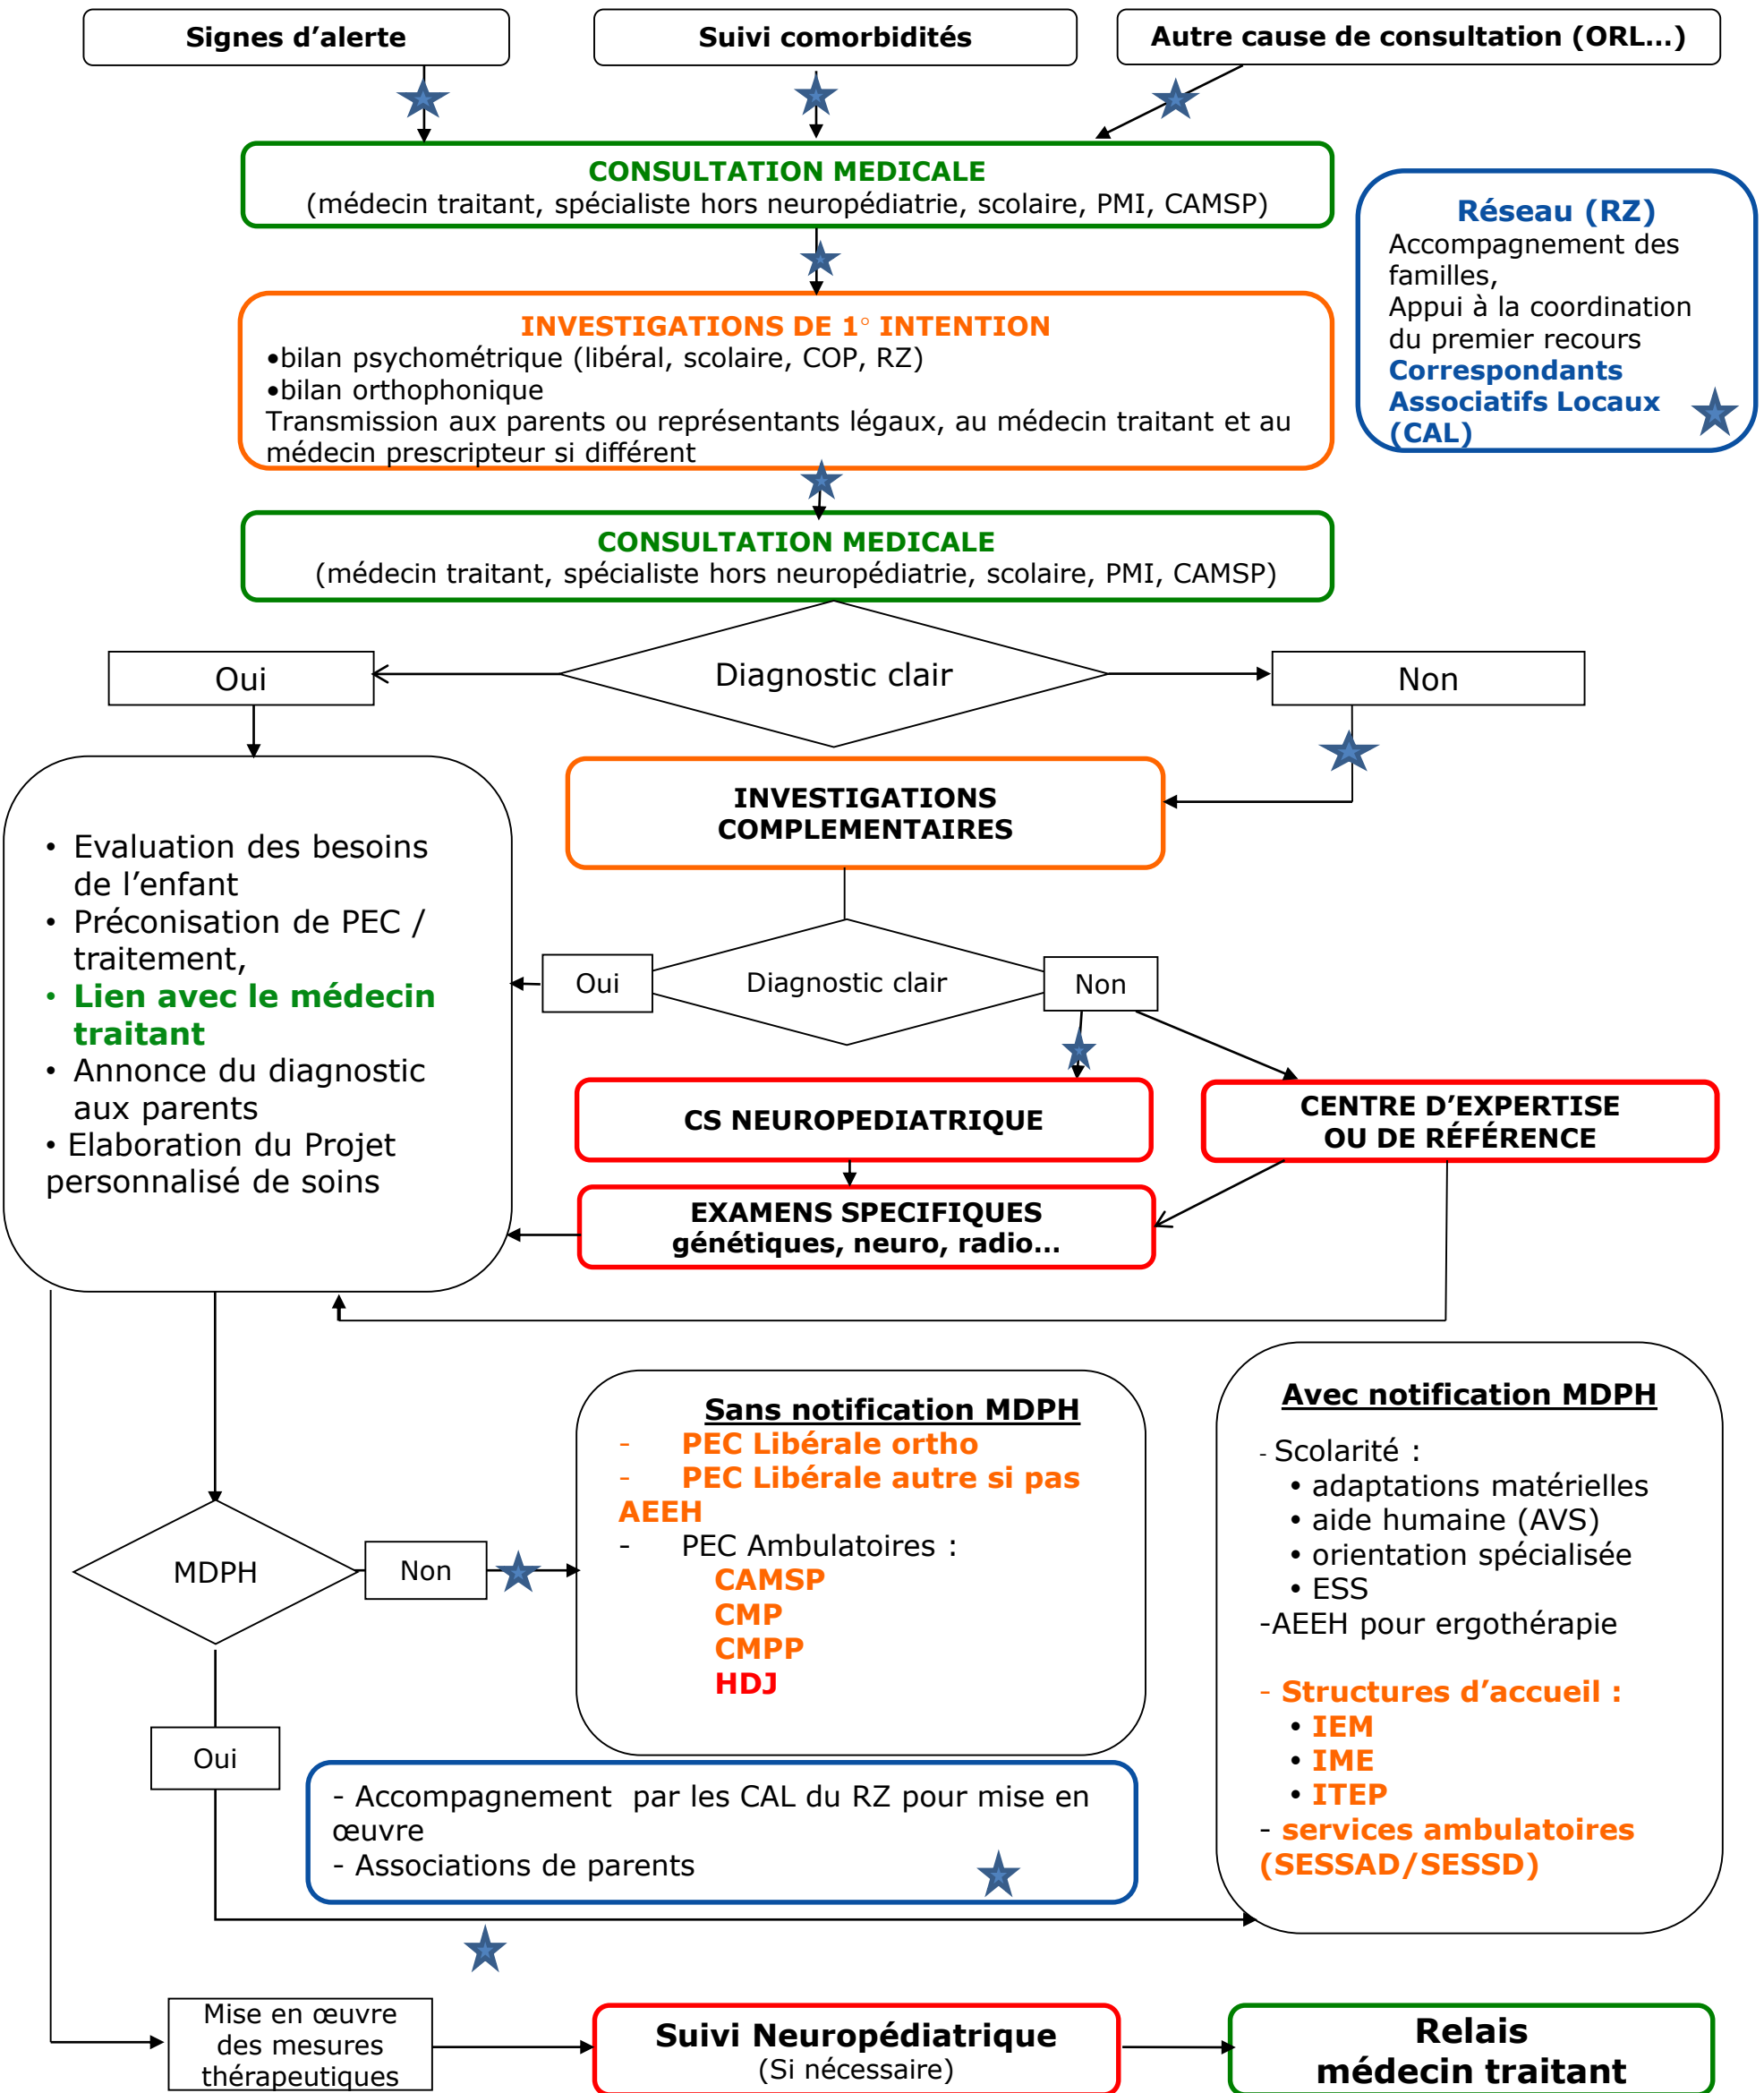 Signes d’alerte
Suivi comorbidités
Autre cause de consultation (ORL...)
CONSULTATION MEDICALE
(médecin traitant, spécialiste hors neuropédiatrie, scolaire, PMI, CAMSP)
Réseau (RZ)
Accompagnement des
familles,
Appui à la coordination
du premier recours
Correspondants
Associatifs Locaux
(CAL)
INVESTIGATIONS DE 1° INTENTION
•bilan psychométrique (libéral, scolaire, COP, RZ)
•bilan orthophonique
Transmission aux parents ou représentants légaux, au médecin traitant et au
médecin prescripteur si différent
CONSULTATION MEDICALE
(médecin traitant, spécialiste hors neuropédiatrie, scolaire, PMI, CAMSP)
Oui
Diagnostic clair
Non
INVESTIGATIONS
COMPLEMENTAIRES
• Evaluation des besoins
de l’enfant
• Préconisation de PEC /
traitement,
• Lien avec le médecin
traitant
• Annonce du diagnostic
aux parents
• Elaboration du Projet
personnalisé de soins
Oui
Diagnostic clair
Non
CS NEUROPEDIATRIQUE
CENTRE D’EXPERTISE
OU DE RÉFÉRENCE
EXAMENS SPECIFIQUES
génétiques, neuro, radio...
MDPH
Non
Sans notification MDPH
- PEC Libérale ortho
- PEC Libérale autre si pas
AEEH
- PEC Ambulatoires :
CAMSP
CMP
CMPP
HDJ
Avec notification MDPH
- Scolarité :
• adaptations matérielles
• aide humaine (AVS)
• orientation spécialisée
• ESS
-AEEH pour ergothérapie
- Structures d’accueil :
• IEM
• IME
• ITEP
- services ambulatoires
(SESSAD/SESSD)
Oui
- Accompagnement par les CAL du RZ pour mise en
œuvre
- Associations de parents
Mise en œuvre
des mesures
thérapeutiques
Suivi Neuropédiatrique
(Si nécessaire)
Relais
médecin traitant